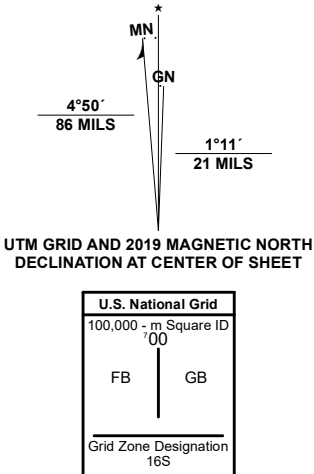 MN
GN
4°50´
86 MILS
1°11´
21 MILS
UTM GRID AND 2019 MAGNETIC NORTH
DECLINATION AT CENTER OF SHEET
U.S. National Grid
100,000 - m Square ID
⁷00
FB GB
Grid Zone Designation
16S